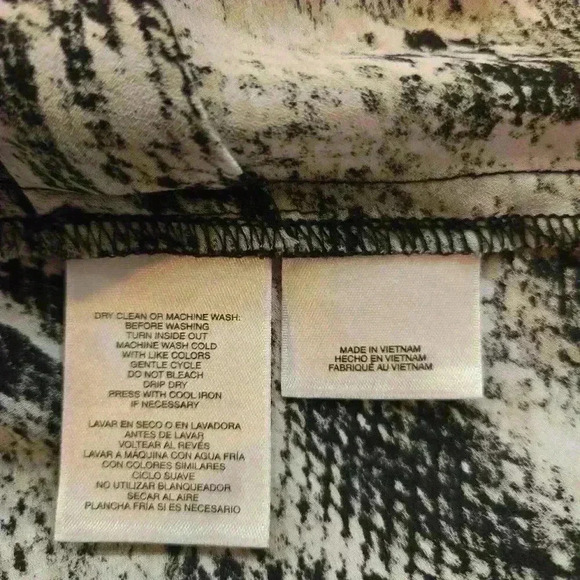 DRY CLEAN OR MACHINE WASH:
BEFORE WASHING
TURN INSIDE OUT
MACHINE WASH COLD
WITH LIKE COLORS
GENTLE CYCLE
DO NOT BLEACH
DRIP DRY
PRESS WITH COOL IRON
IF NECESSARY
LAVAR EN SECO O EN LAVADORA
ANTES DE LAVAR
VOLTEAR AL REVÉS
LAVAR A MÁQUINA CON AGUA FRÍA
CON COLORES SIMILARES
CICLO SUAVE
NO UTILIZAR BLANQUEADOR
SECAR AL AIRE
PLANCHA FRÍA SI ES NECESARIO
MADE IN VIETNAM
HECHO EN VIETNAM
FABRIQUÉ AU VIETNAM